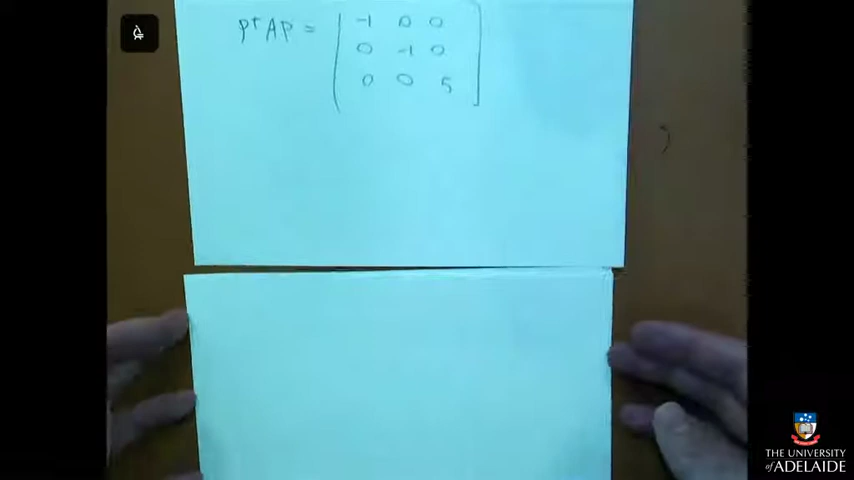 PᵀAP = [ -1 0 0
0 -1 0
0 0 5 ]
THE UNIVERSITY
of ADELAIDE